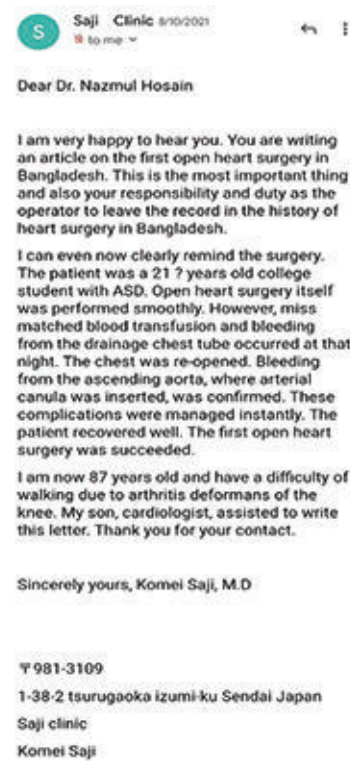 S
Saji Clinic 8/10/2021
to me
Dear Dr. Nazmul Hosain
I am very happy to hear you. You are writing
an article on the first open heart surgery in
Bangladesh. This is the most important thing
and also your responsibility and duty as the
operator to leave the record in the history of
heart surgery in Bangladesh.
I can even now clearly remind the surgery.
The patient was a 21 ? years old college
student with ASD. Open heart surgery itself
was performed smoothly. However, miss
matched blood transfusion and bleeding
from the drainage chest tube occurred at that
night. The chest was re-opened. Bleeding
from the ascending aorta, where arterial
canula was inserted, was confirmed. These
complications were managed instantly. The
patient recovered well. The first open heart
surgery was succeeded.
I am now 87 years old and have a difficulty of
walking due to arthritis deformans of the
knee. My son, cardiologist, assisted to write
this letter. Thank you for your contact.
Sincerely yours, Komei Saji, M.D
〒981-3109
1-38-2 tsurugaoka izumi-ku Sendai Japan
Saji clinic
Komei Saji